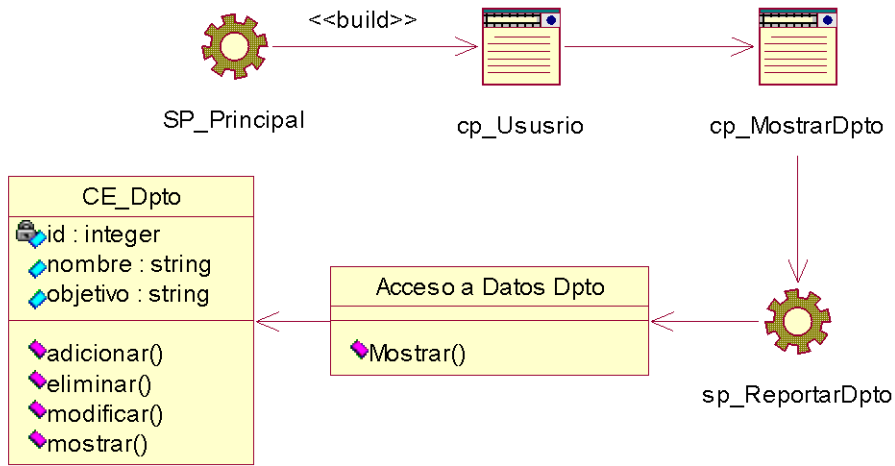 <<build>>
SP_Principal
cp_Ususrio
cp_MostrarDpto
CE_Dpto
id : integer
nombre : string
objetivo : string
adicionar()
eliminar()
modificar()
mostrar()
Acceso a Datos Dpto
Mostrar()
sp_ReportarDpto